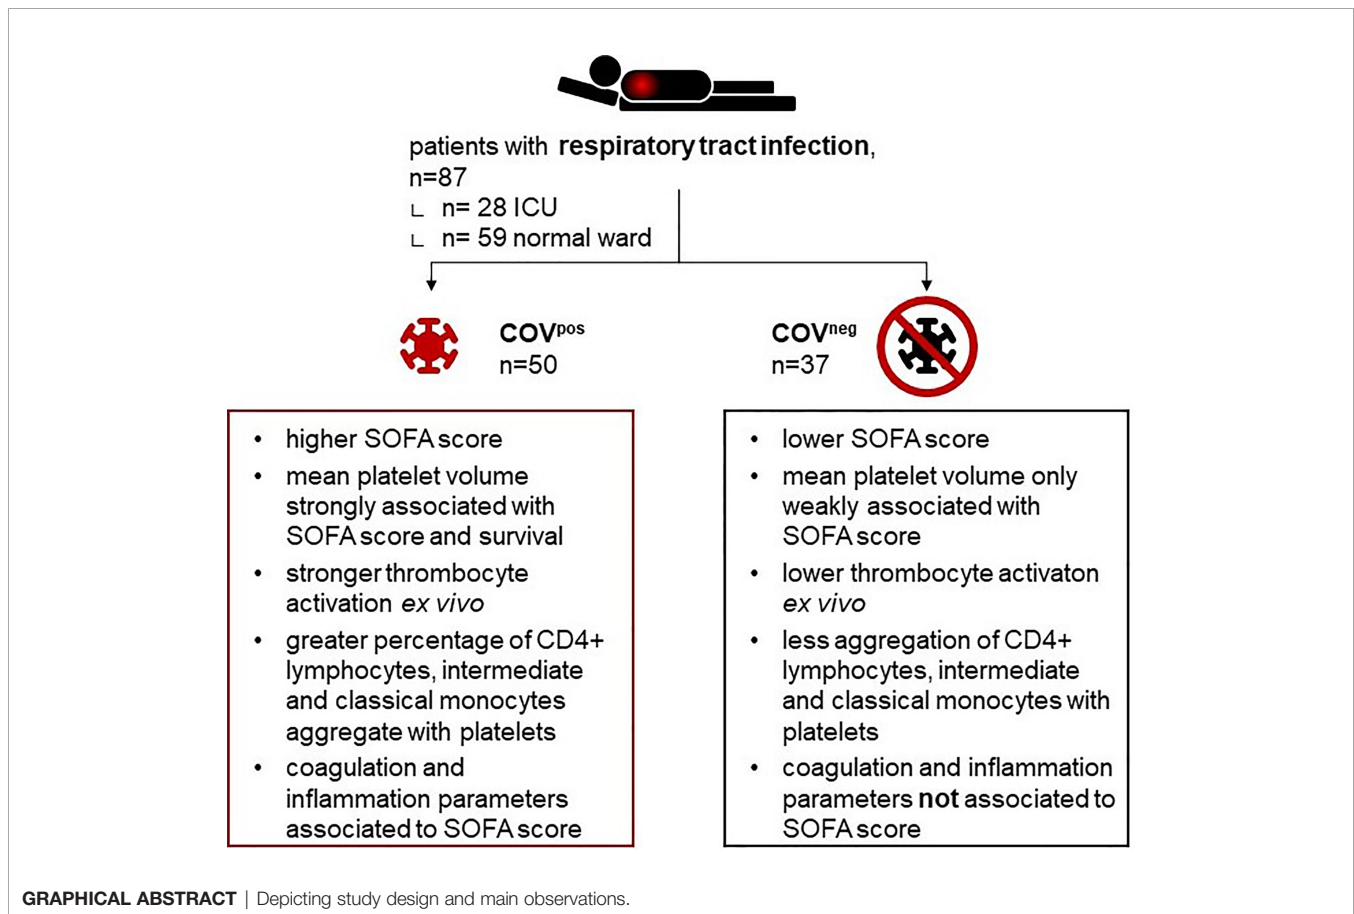 patients with respiratory tract infection,
n=87
∟ n= 28 ICU
∟ n= 59 normal ward
COVpos
n=50
COVneg
n=37
• higher SOFA score
• mean platelet volume
strongly associated with
SOFA score and survival
• stronger thrombocyte
activation ex vivo
• greater percentage of CD4+
lymphocytes, intermediate
and classical monocytes
aggregate with platelets
• coagulation and
inflammation parameters
associated to SOFA score
• lower SOFA score
• mean platelet volume only
weakly associated with
SOFA score
• lower thrombocyte activaton
ex vivo
• less aggregation of CD4+
lymphocytes, intermediate
and classical monocytes with
platelets
• coagulation and inflammation
parameters not associated to
SOFA score
GRAPHICAL ABSTRACT | Depicting study design and main observations.